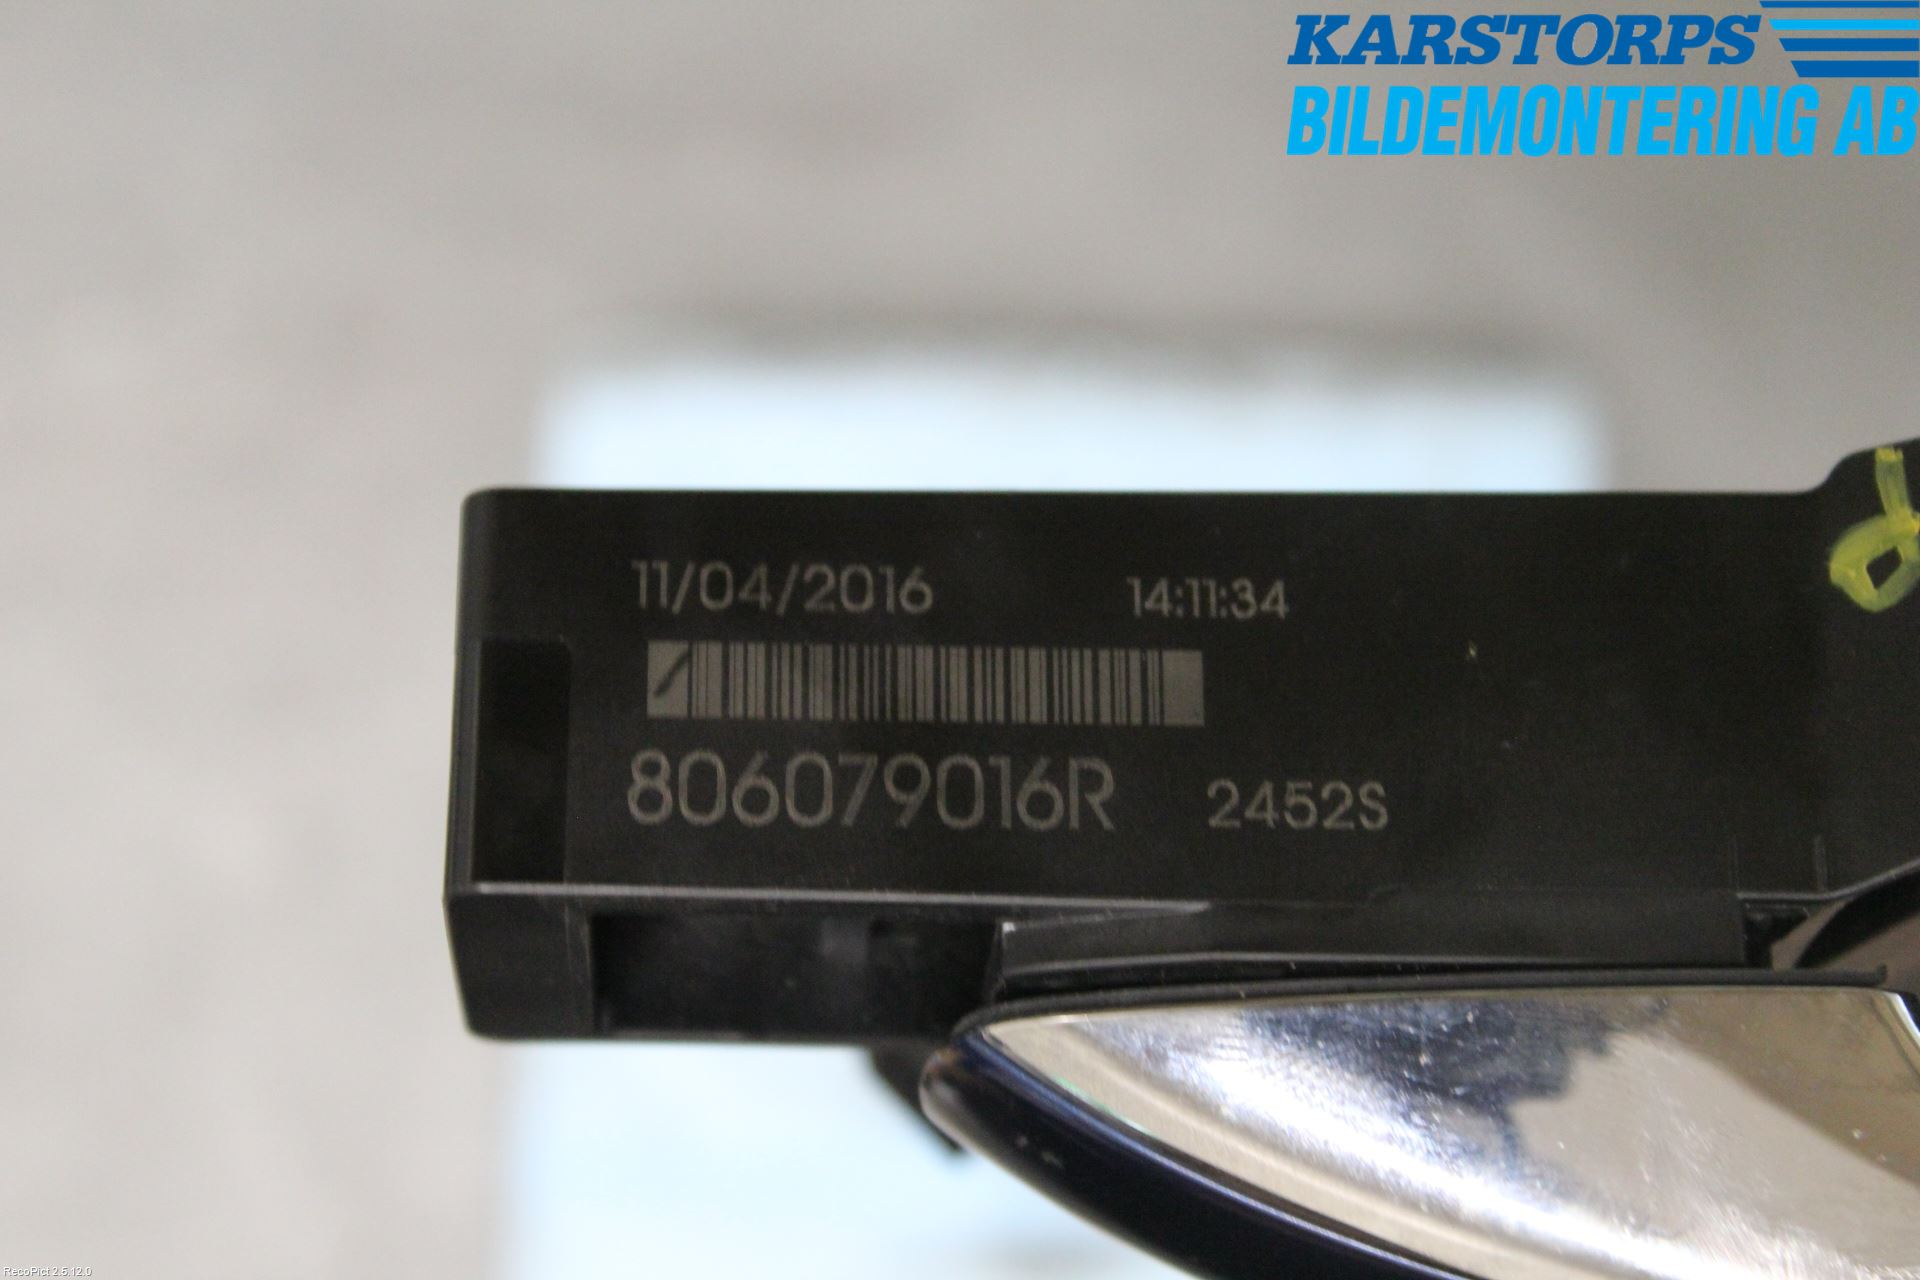 KARSTORPS
BILDEMONTERING AB
11/04/2016 14:11:34
806079016R 2452S
RecoPict 2.5.12.0